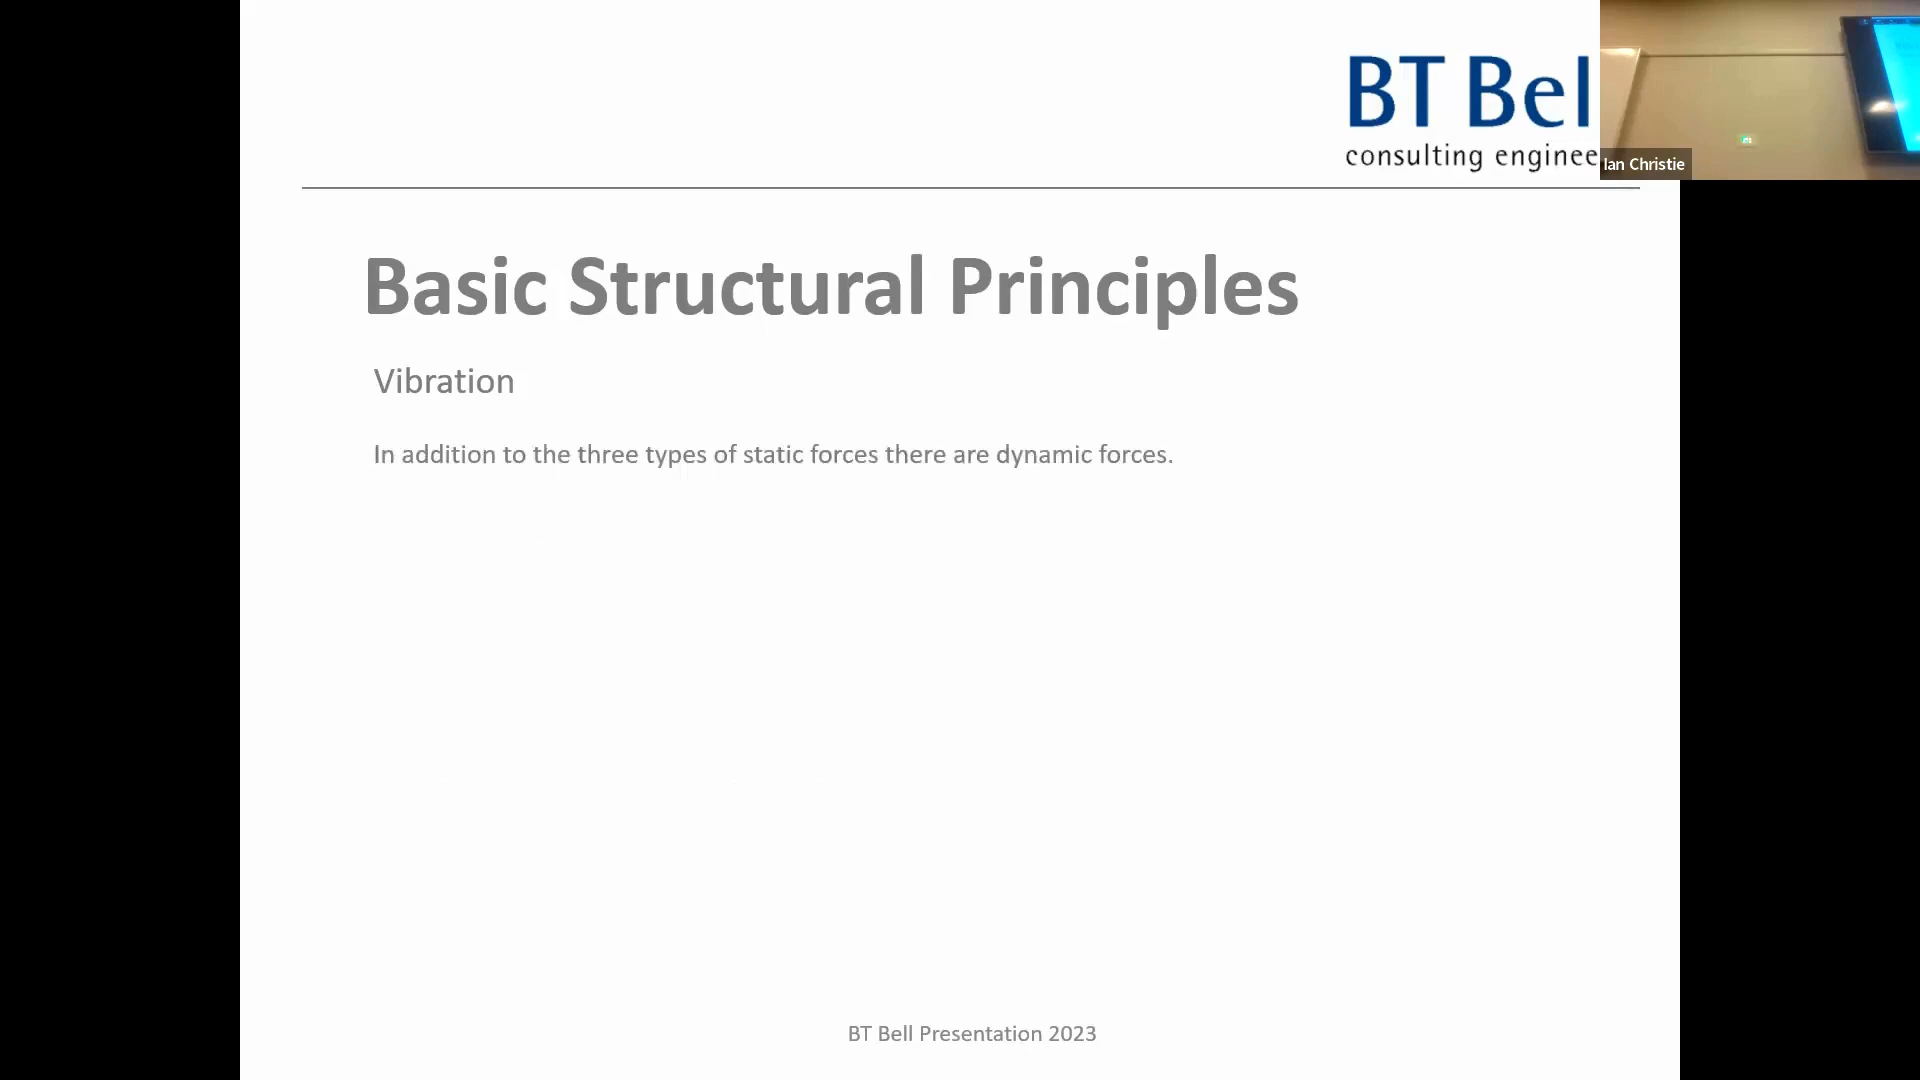 BT Bel
consulting enginee
Ian Christie
Basic Structural Principles
Vibration
In addition to the three types of static forces there are dynamic forces.
BT Bell Presentation 2023